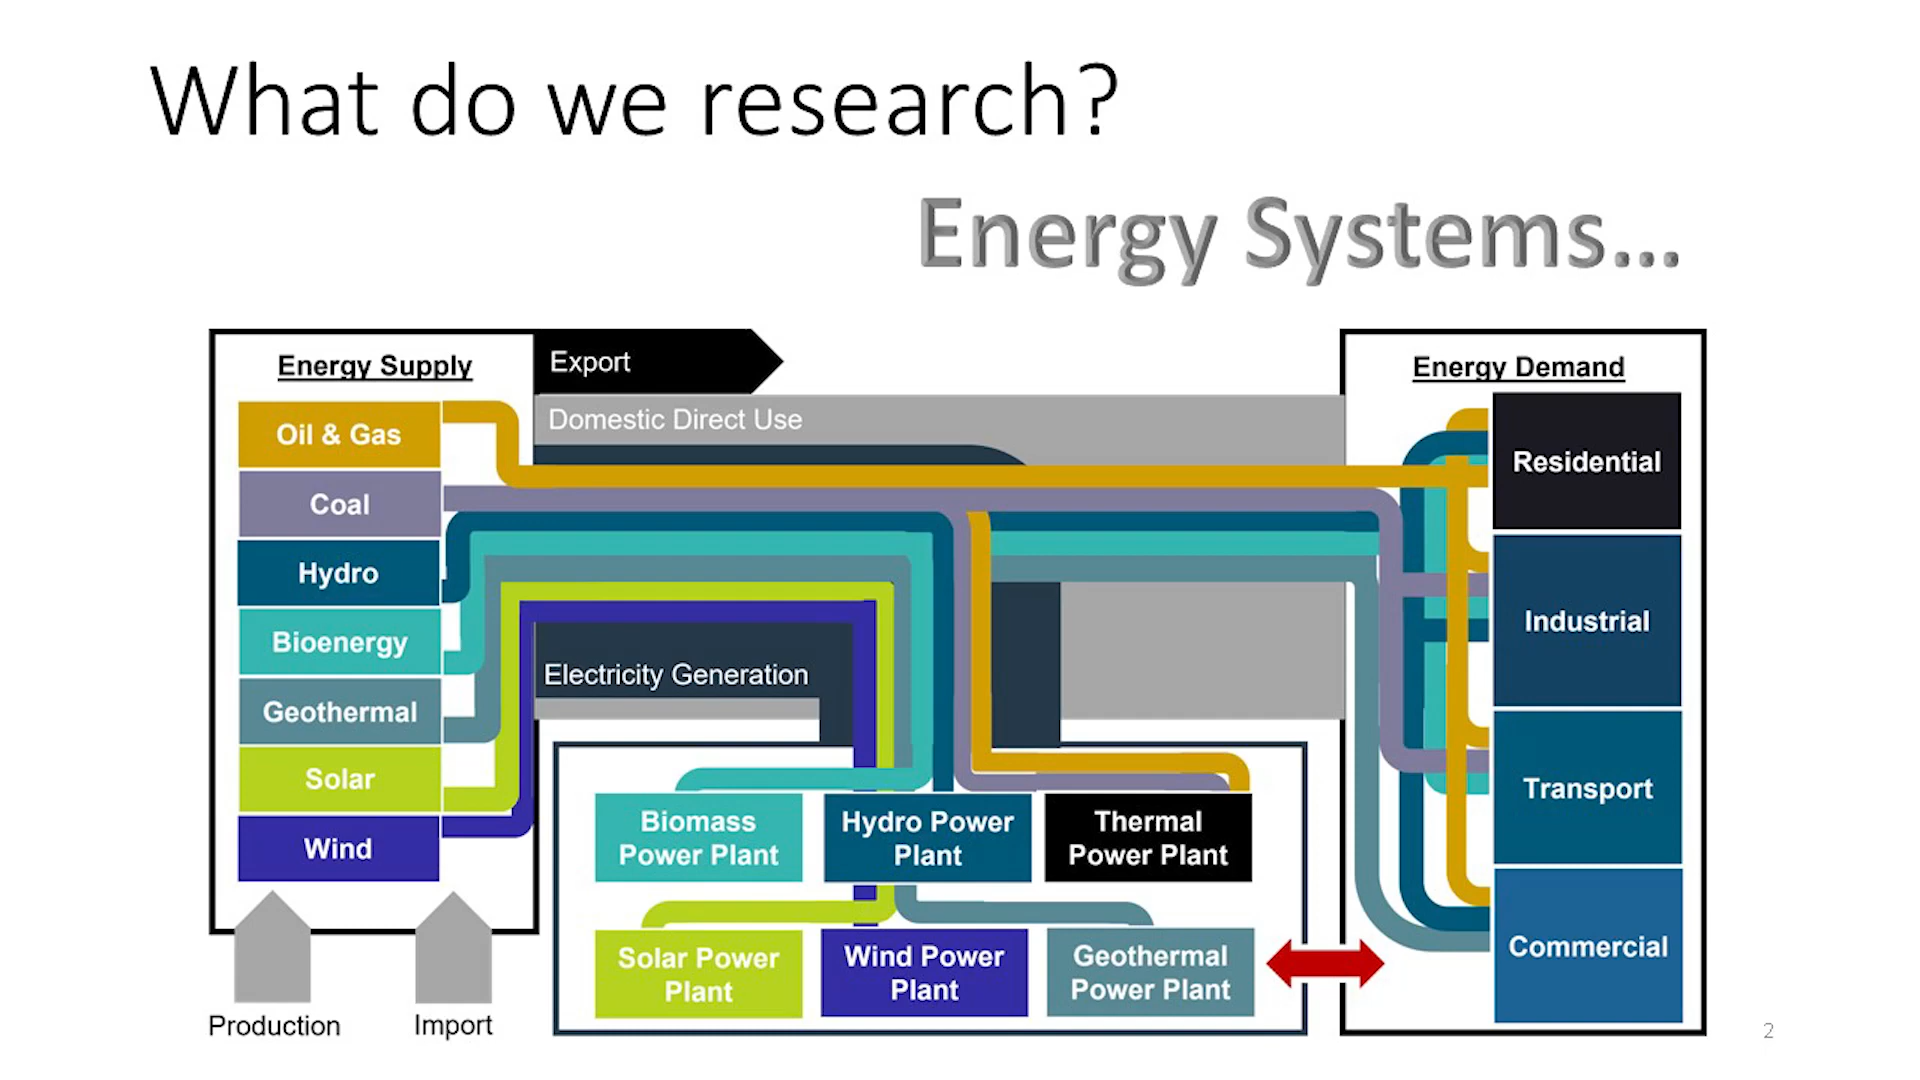 What do we research?
Energy Systems...
Energy Supply
Export
Energy Demand
Domestic Direct Use
Oil & Gas
Coal
Hydro
Bioenergy
Geothermal
Solar
Wind
Electricity Generation
Residential
Industrial
Transport
Commercial
Biomass
Power Plant
Hydro Power
Plant
Thermal
Power Plant
Solar Power
Plant
Wind Power
Plant
Geothermal
Power Plant
Production
Import
2